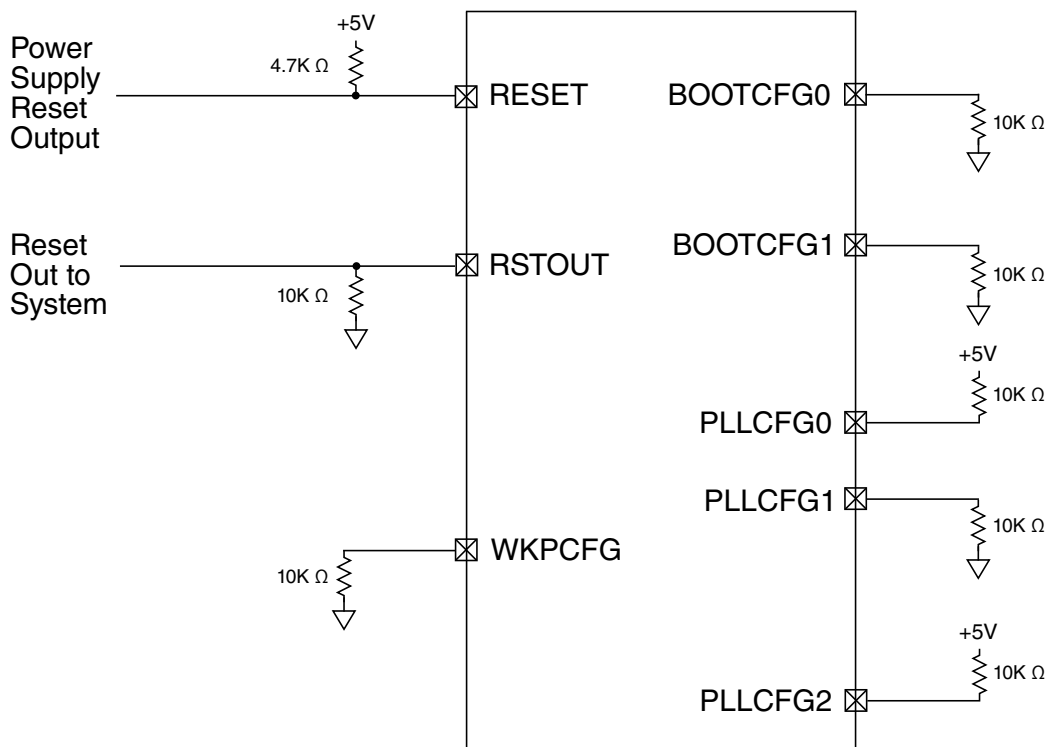 Power
Supply
Reset
Output
+5V
4.7K Ω
RESET
BOOTCFG0
10K Ω
Reset
Out to
System
10K Ω
RSTOUT
BOOTCFG1
10K Ω
+5V
10K Ω
PLLCFG0
PLLCFG1
10K Ω
WKPCFG
10K Ω
+5V
10K Ω
PLLCFG2